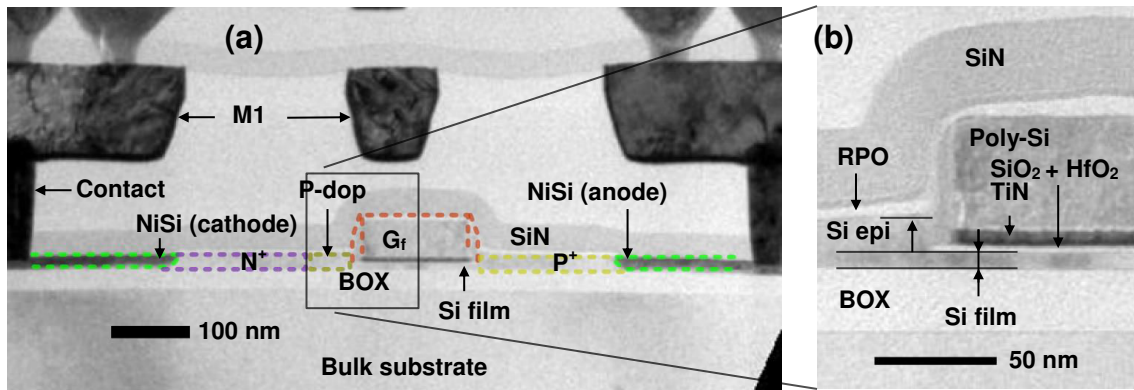 (a)
M1
Contact
P-dop
NiSi (anode)
NiSi (cathode)
Gf
SiN
N+
P+
BOX
Si film
100 nm
Bulk substrate
(b)
SiN
Poly-Si
SiO2 + HfO2
RPO
TiN
Si epi
BOX
Si film
50 nm